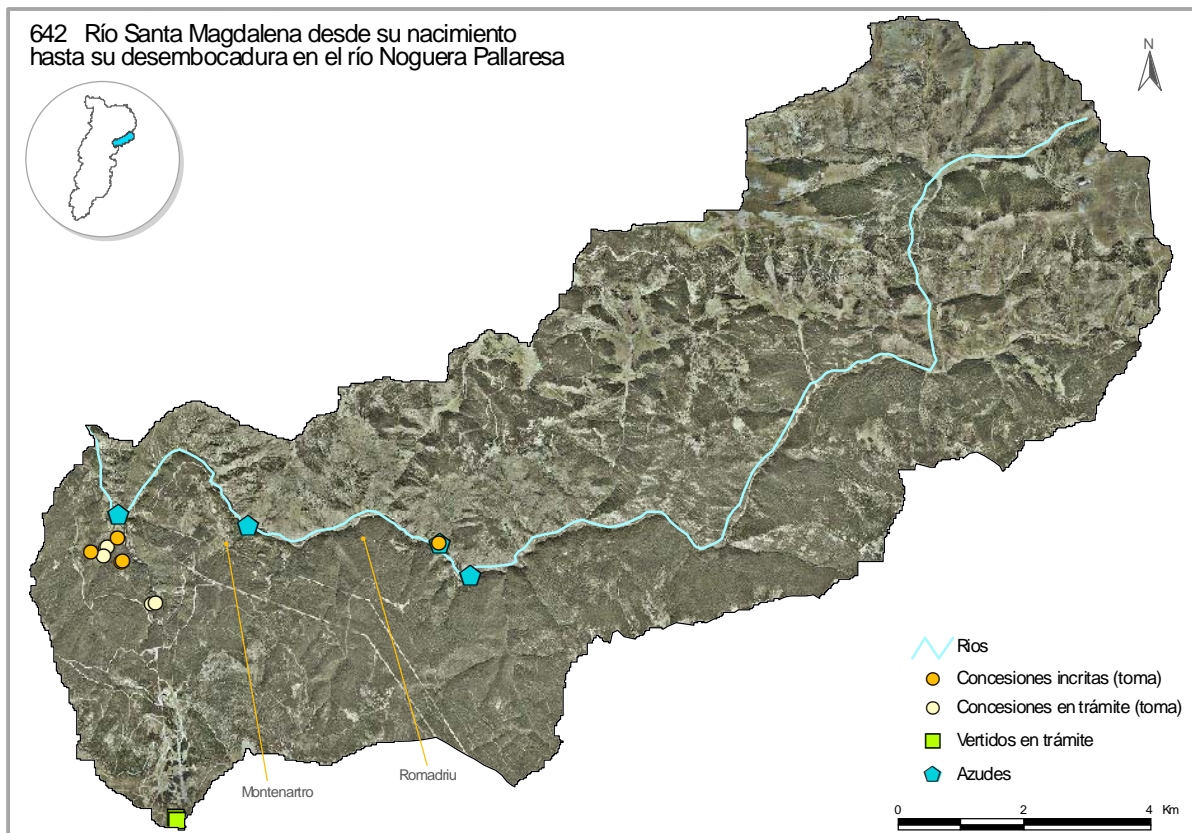 642 Río Santa Magdalena desde su nacimiento
hasta su desembocadura en el río Noguera Pallaresa
N
Ríos
Concesiones incritas (toma)
Concesiones en trámite (toma)
Vertidos en trámite
Azudes
Montenartro
Romadriu
0 2 4 Km